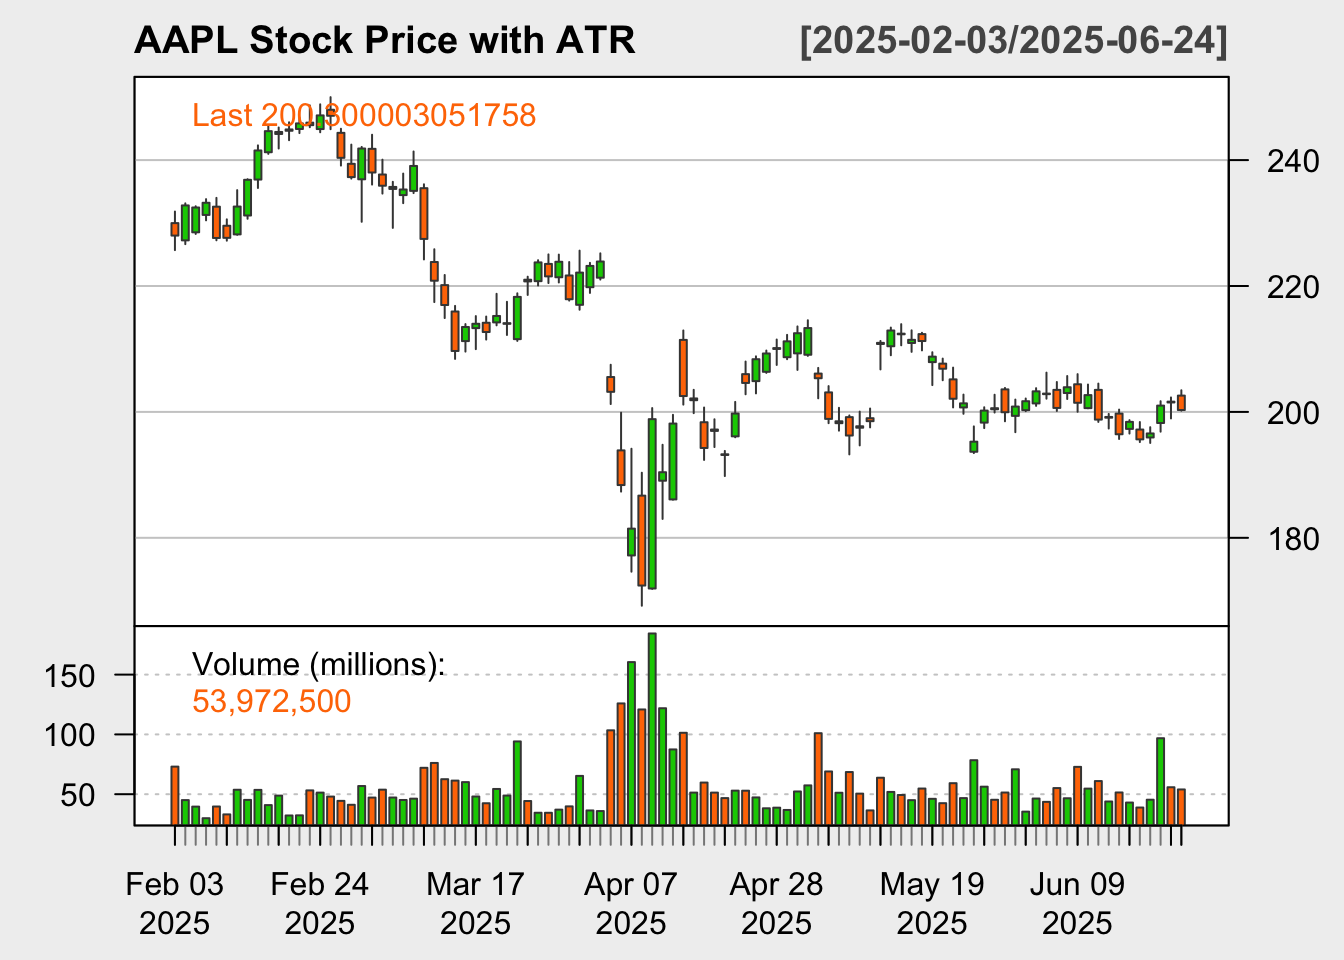 AAPL Stock Price with ATR
[2025-02-03/2025-06-24]
Last 200.300003051758
240
220
200
180
Volume (millions):
53,972,500
150
100
50
Feb 03
2025
Feb 24
2025
Mar 17
2025
Apr 07
2025
Apr 28
2025
May 19
2025
Jun 09
2025